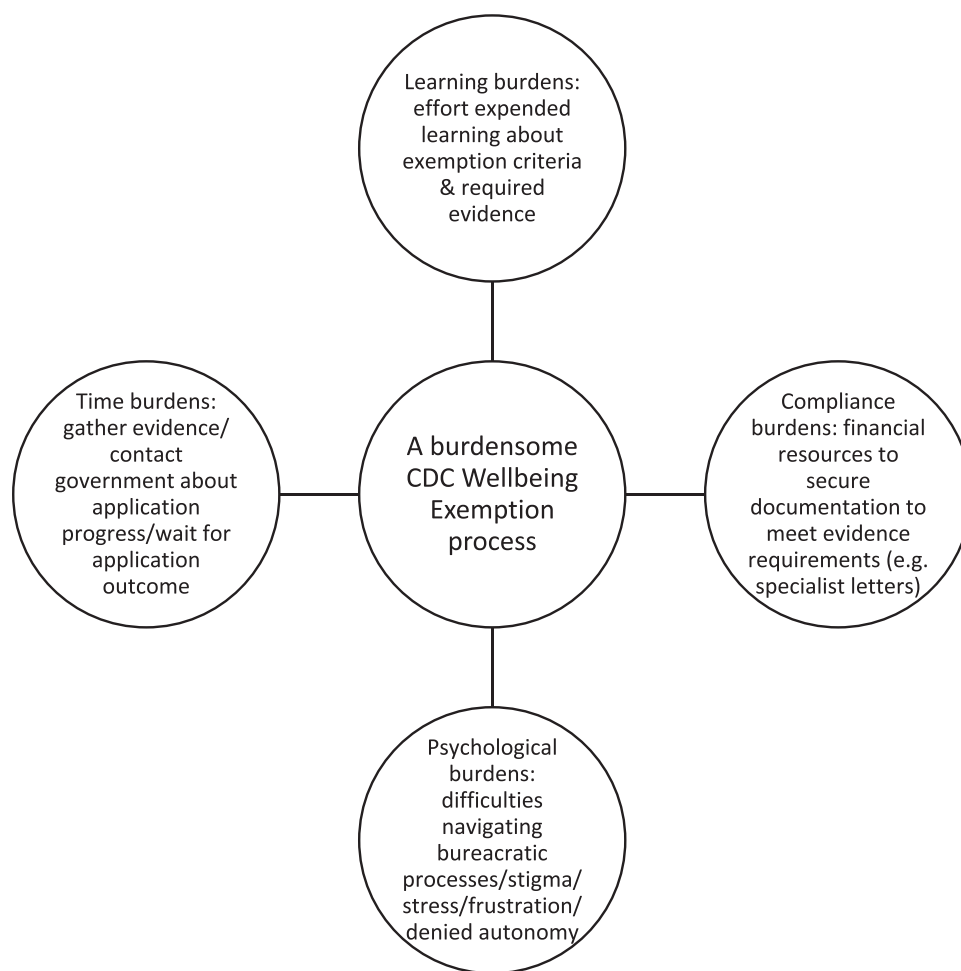 Learning burdens:
effort expended
learning about
exemption criteria
& required
evidence
Time burdens:
gather evidence/
contact
government about
application
progress/wait for
application
outcome
A burdensome
CDC Wellbeing
Exemption
process
Compliance
burdens: financial
resources to
secure
documentation to
meet evidence
requirements (e.g.
specialist letters)
Psychological
burdens:
difficulties
navigating
bureacratic
processes/stigma/
stress/frustration/
denied autonomy